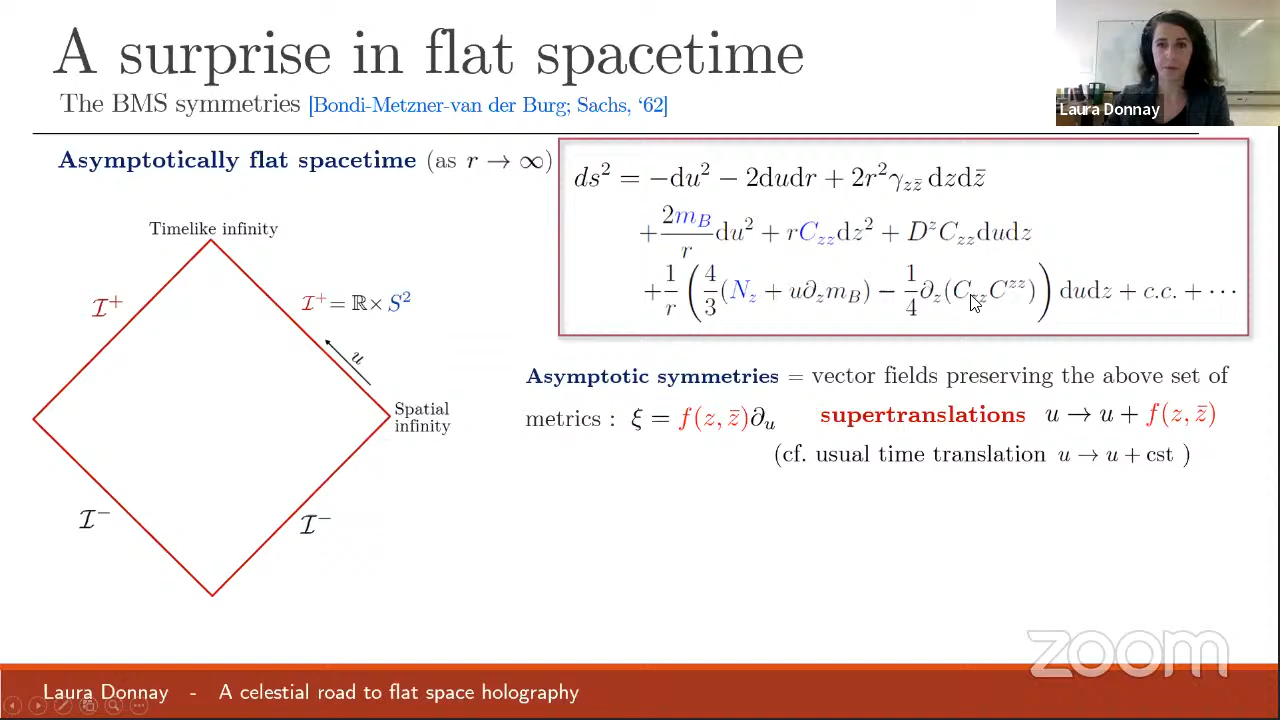 A surprise in flat spacetime
The BMS symmetries [Bondi-Metzner-van der Burg; Sachs, ‘62]
Laura Donnay
Asymptotically flat spacetime (as r → ∞)
ds² = −du² − 2dudr + 2r²γ_{zz̄} dzdz̄
+ 2m_B/r du² + rC_{zz}dz² + D^zC_{zz}dudz
+ 1/r ( 4/3 (N_z + u∂_zm_B) − 1/4 ∂_z(C_{zz}C^{zz}) ) dudz + c.c. + ⋯
Timelike infinity
ℐ⁺
ℐ⁺ = ℝ × S²
u
Spatial
infinity
ℐ⁻
ℐ⁻
Asymptotic symmetries = vector fields preserving the above set of
metrics : ξ = f(z, z̄)∂_u supertranslations u → u + f(z, z̄)
(cf. usual time translation u → u + cst )
zoom
Laura Donnay - A celestial road to flat space holography